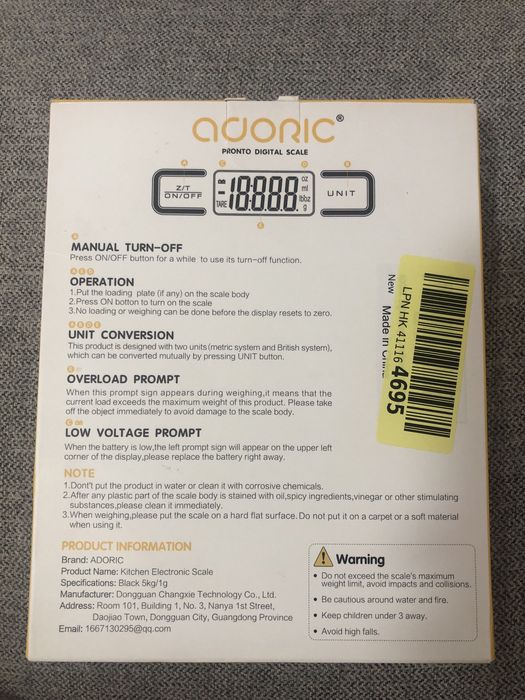 adoric®
PRONTO DIGITAL SCALE
A C D B
Z/T
ON/OFF
TARE
18:888
oz
ml
lb:oz
g
UNIT
E
A
MANUAL TURN-OFF
Press ON/OFF button for a while to use its turn-off function.
A E D
OPERATION
1.Put the loading plate (if any) on the scale body
2.Press ON botton to turn on the scale
3.No loading or weighing can be done before the display resets to zero.
UNIT CONVERSION
This product is designed with two units(metric system and British system),
which can be converted mutually by pressing UNIT button.
E
OVERLOAD PROMPT
When this prompt sign appears during weighing,it means that the
current load exceeds the maximum weight of this product. Please take
off the object immediately to avoid damage to the scale body.
C
LOW VOLTAGE PROMPT
When the battery is low,the left prompt sign will appear on the upper left
corner of the display,please replace the battery right away.
NOTE
1.Dont't put the product in water or clean it with corrosive chemicals.
2.After any plastic part of the scale body is stained with oil,spicy ingredients,vinegar or other stimulating
substances,please clean it immediately.
3.When weighing,please put the scale on a hard flat surface. Do not put it on a carpet or a soft material
when using it.
PRODUCT INFORMATION
Brand: ADORIC
Product Name: Kitchen Electronic Scale
Specifications: Black 5kg/1g
Manufacturer: Dongguan Changxie Technology Co., Ltd.
Address: Room 101, Building 1, No. 3, Nanya 1st Street,
Daojiao Town, Dongguan City, Guangdong Province
Email: 1667130295@qq.com
Warning
• Do not exceed the scale's maximum
weight limit, avoid impacts and collisions.
• Be cautious around water and fire.
• Keep children under 3 away.
• Avoid high falls.
LPN HK 41116 4695
New
Made in China